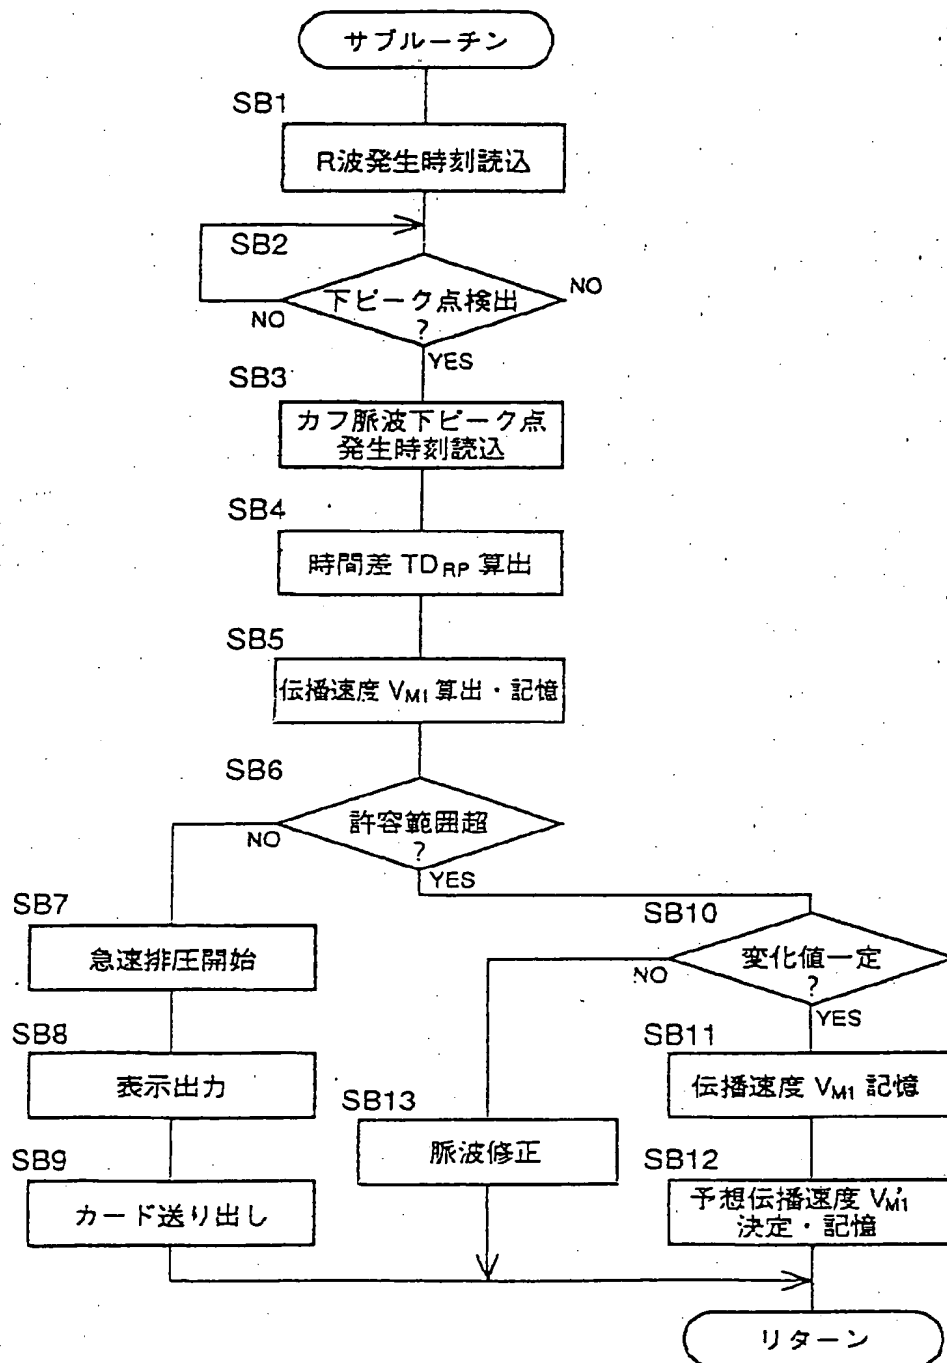 サブルーチン
SB1
R波発生時刻読込
SB2
下ピーク点検出
?
NO
NO
YES
SB3
カフ脈波下ピーク点
発生時刻読込
SB4
時間差 TDRP 算出
SB5
伝播速度 VM1 算出・記憶
SB6
許容範囲超
?
NO
YES
SB7
急速排圧開始
SB8
表示出力
SB9
カード送り出し
SB10
変化値一定
?
NO
YES
SB11
伝播速度 VM1 記憶
SB12
予想伝播速度 VM1'
決定・記憶
SB13
脈波修正
リターン